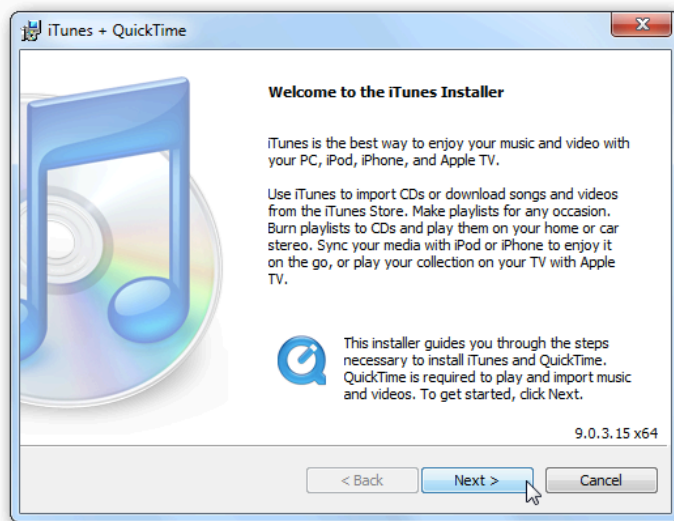 iTunes + QuickTime
Welcome to the iTunes Installer
iTunes is the best way to enjoy your music and video with
your PC, iPod, iPhone, and Apple TV.
Use iTunes to import CDs or download songs and videos
from the iTunes Store. Make playlists for any occasion.
Burn playlists to CDs and play them on your home or car
stereo. Sync your media with iPod or iPhone to enjoy it
on the go, or play your collection on your TV with Apple
TV.
This installer guides you through the steps
necessary to install iTunes and QuickTime.
QuickTime is required to play and import music
and videos. To get started, click Next.
9.0.3.15 x64
< Back
Next >
Cancel